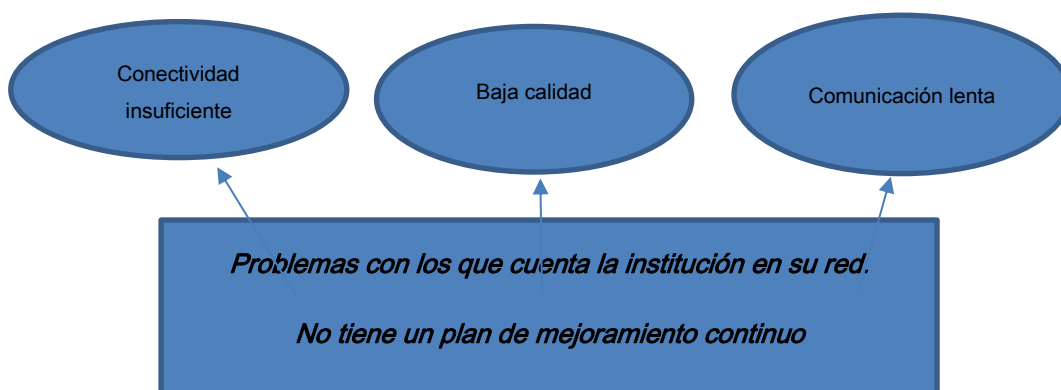 Conectividad
insuficiente
Baja calidad
Comunicación lenta
Problemas con los que cuenta la institución en su red.
No tiene un plan de mejoramiento continuo